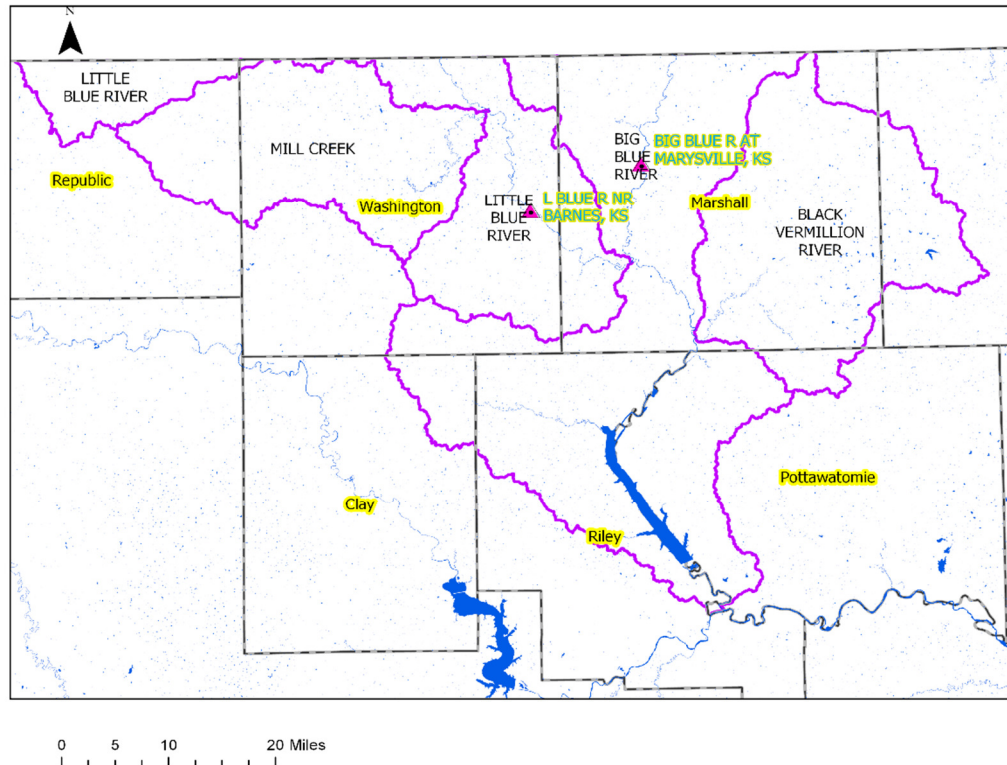 N
LITTLE
BLUE RIVER
MILL CREEK
BIG
BLUE
RIVER
BIG BLUE R AT
MARYSVILLE, KS
Republic
Washington
LITTLE
BLUE
RIVER
L BLUE R NR
BARNES, KS
Marshall
BLACK
VERMILLION
RIVER
Clay
Riley
Pottawatomie
0 5 10 20 Miles